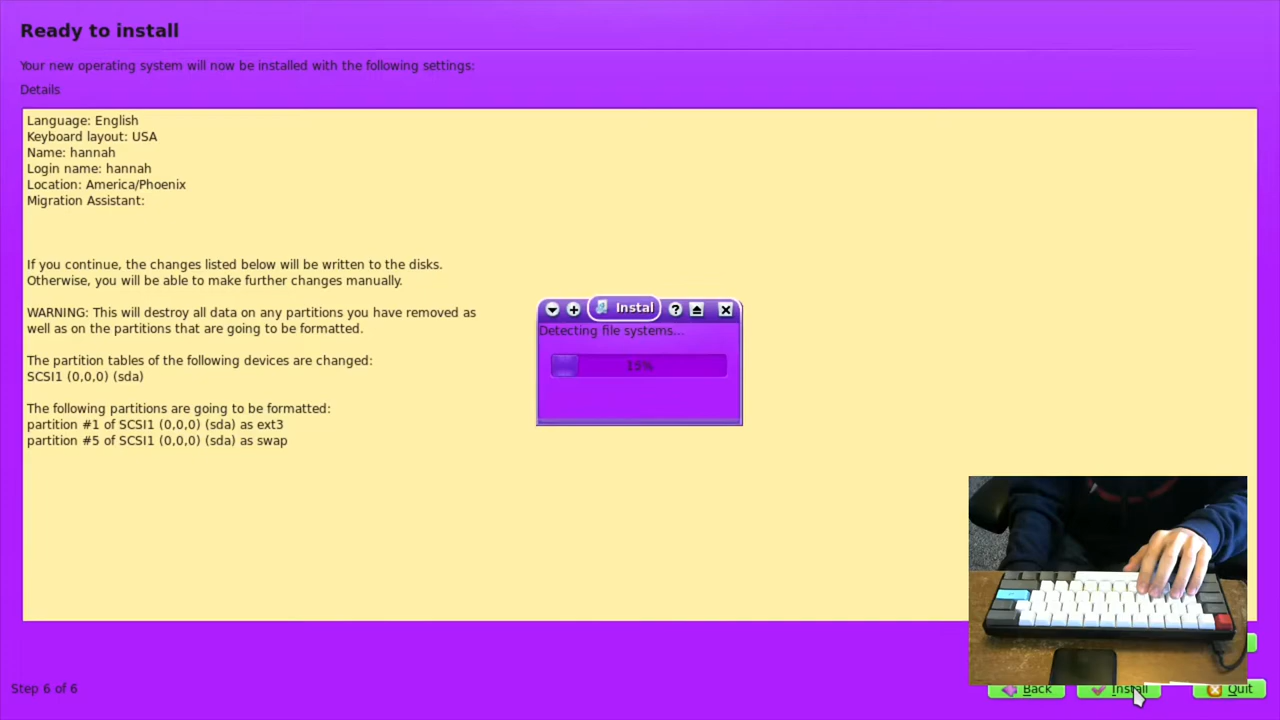 Ready to install
Your new operating system will now be installed with the following settings:
Details
Language: English
Keyboard layout: USA
Name: hannah
Login name: hannah
Location: America/Phoenix
Migration Assistant:
If you continue, the changes listed below will be written to the disks.
Otherwise, you will be able to make further changes manually.
WARNING: This will destroy all data on any partitions you have removed as
well as on the partitions that are going to be formatted.
The partition tables of the following devices are changed:
SCSI1 (0,0,0) (sda)
The following partitions are going to be formatted:
partition #1 of SCSI1 (0,0,0) (sda) as ext3
partition #5 of SCSI1 (0,0,0) (sda) as swap
Instal
Detecting file systems...
15%
Step 6 of 6
Back
Install
Quit